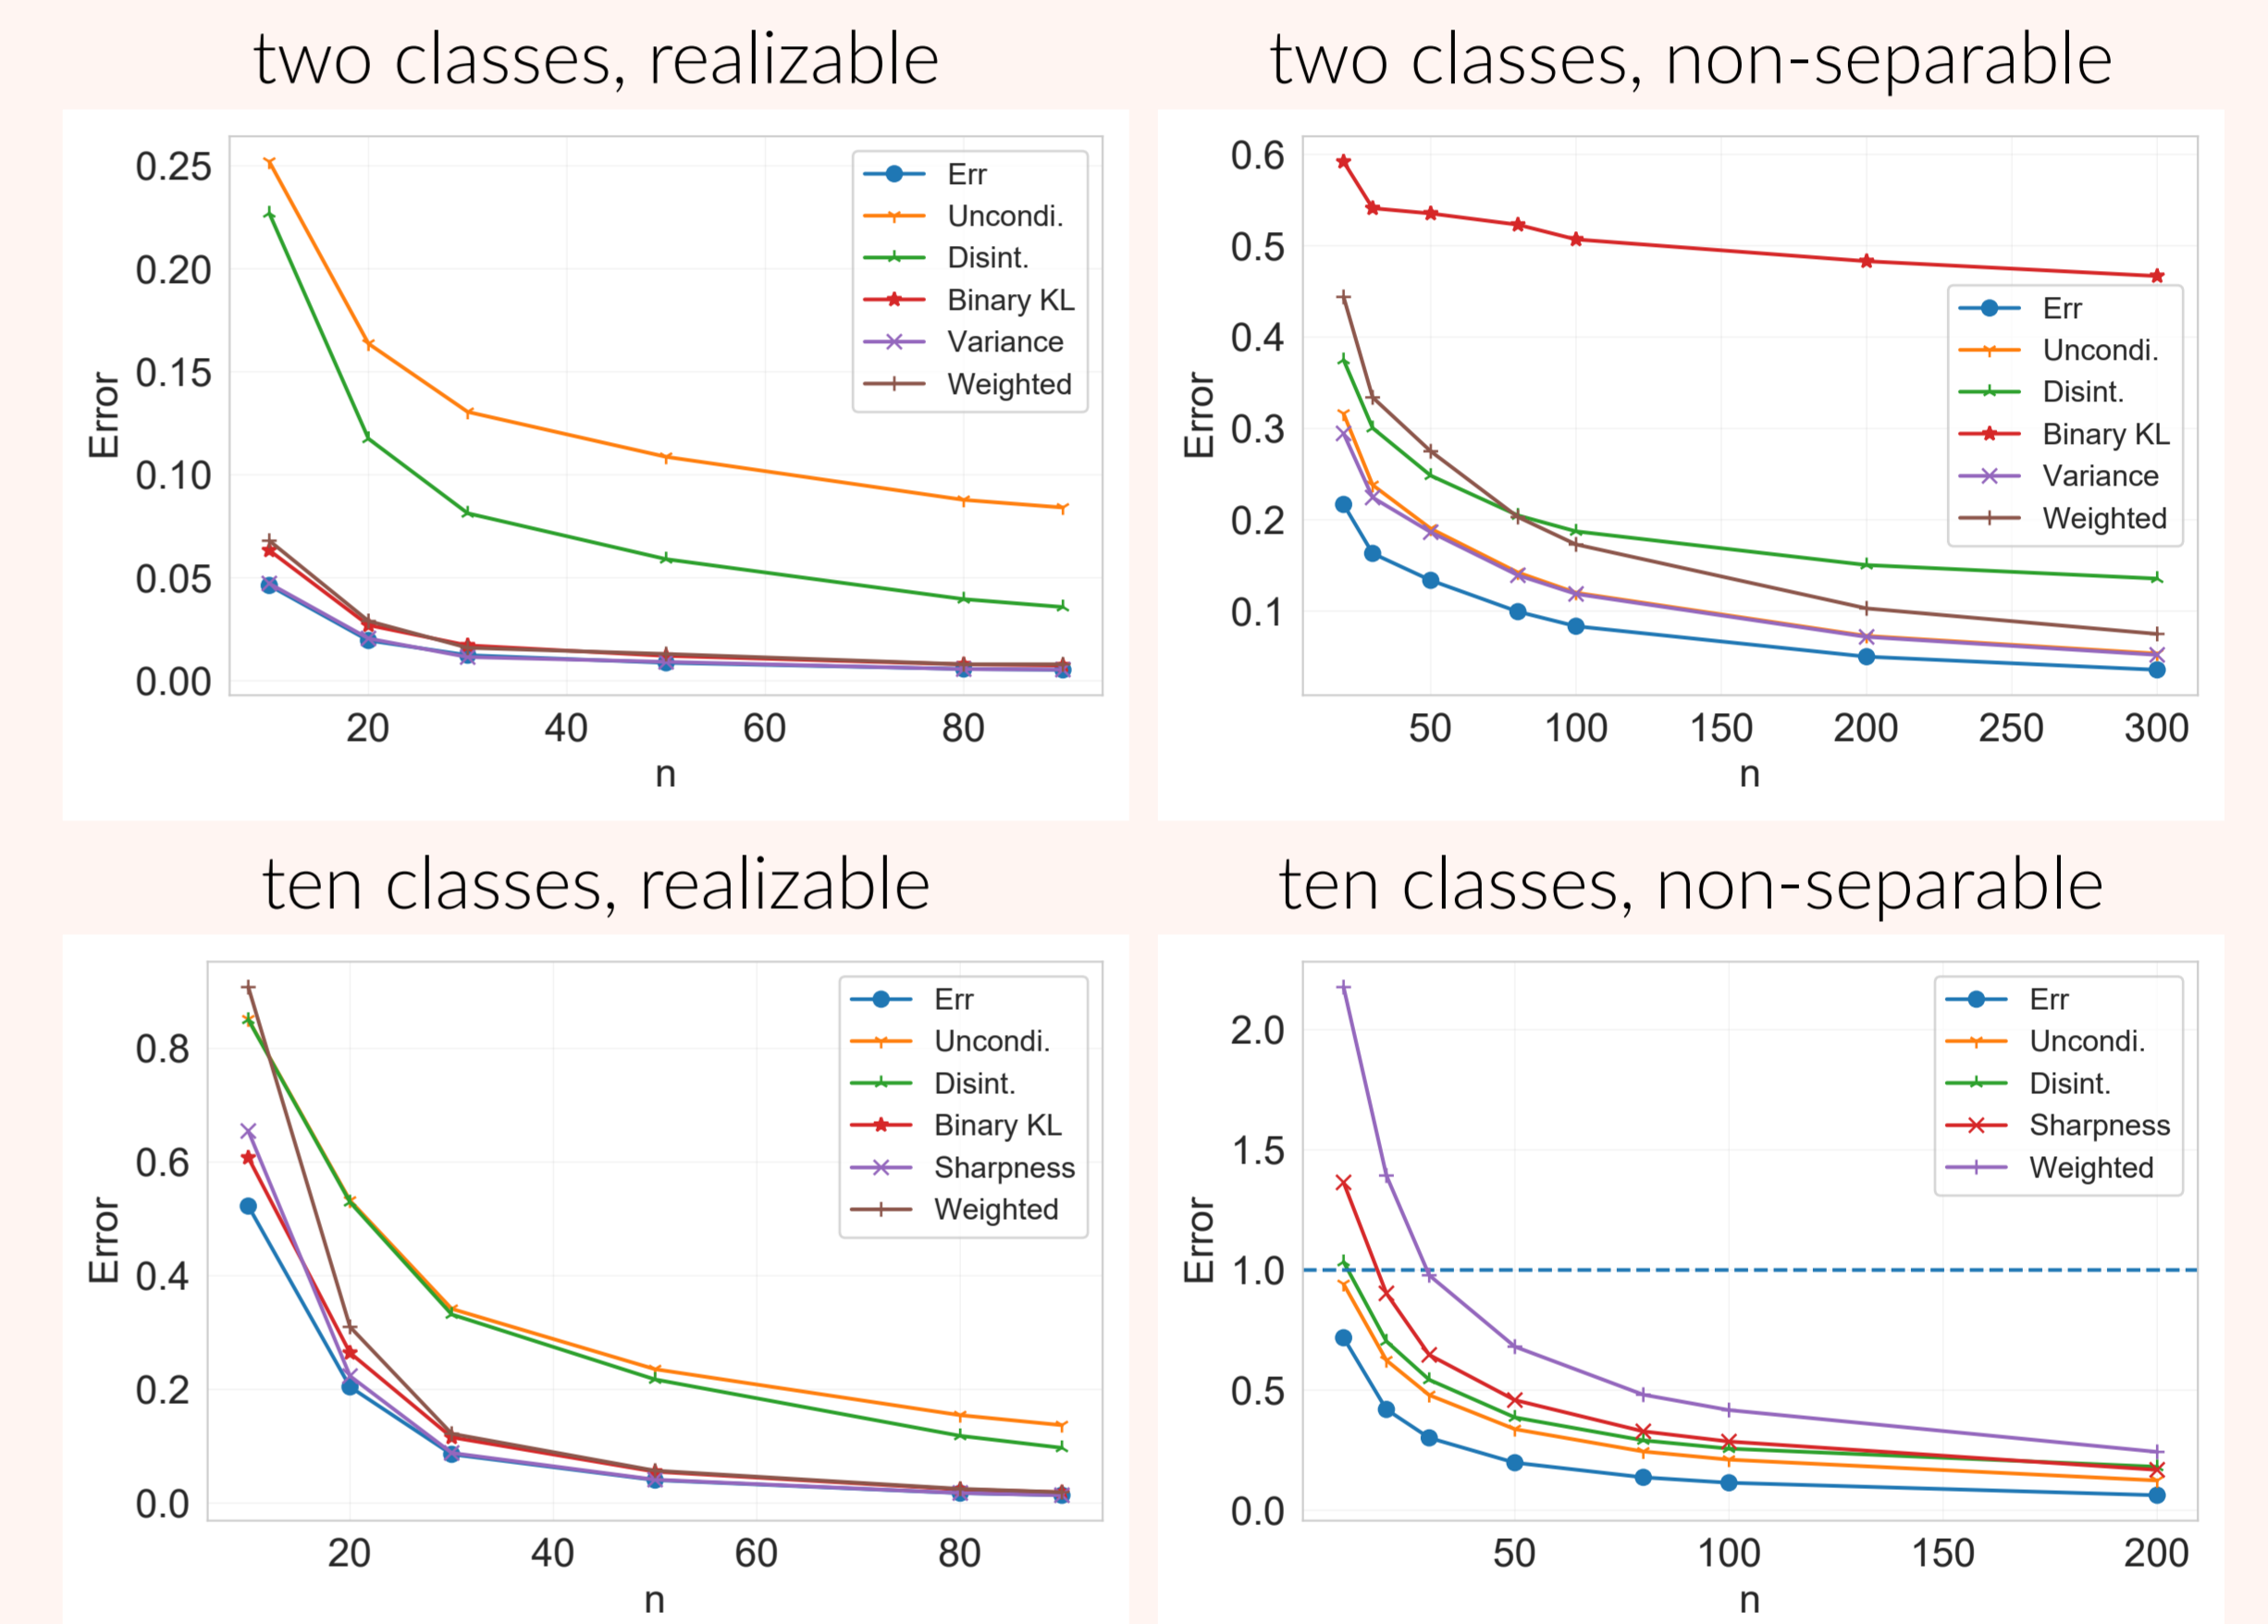 two classes, realizable
0.25
0.20
0.15
0.10
0.05
0.00
Error
20 40 60 80
n
Err
Uncondi.
Disint.
Binary KL
Variance
Weighted
two classes, non-separable
0.6
0.5
0.4
0.3
0.2
0.1
Error
50 100 150 200 250 300
n
Err
Uncondi.
Disint.
Binary KL
Variance
Weighted
ten classes, realizable
0.8
0.6
0.4
0.2
0.0
Error
20 40 60 80
n
Err
Uncondi.
Disint.
Binary KL
Sharpness
Weighted
ten classes, non-separable
2.0
1.5
1.0
0.5
0.0
Error
50 100 150 200
n
Err
Uncondi.
Disint.
Sharpness
Weighted